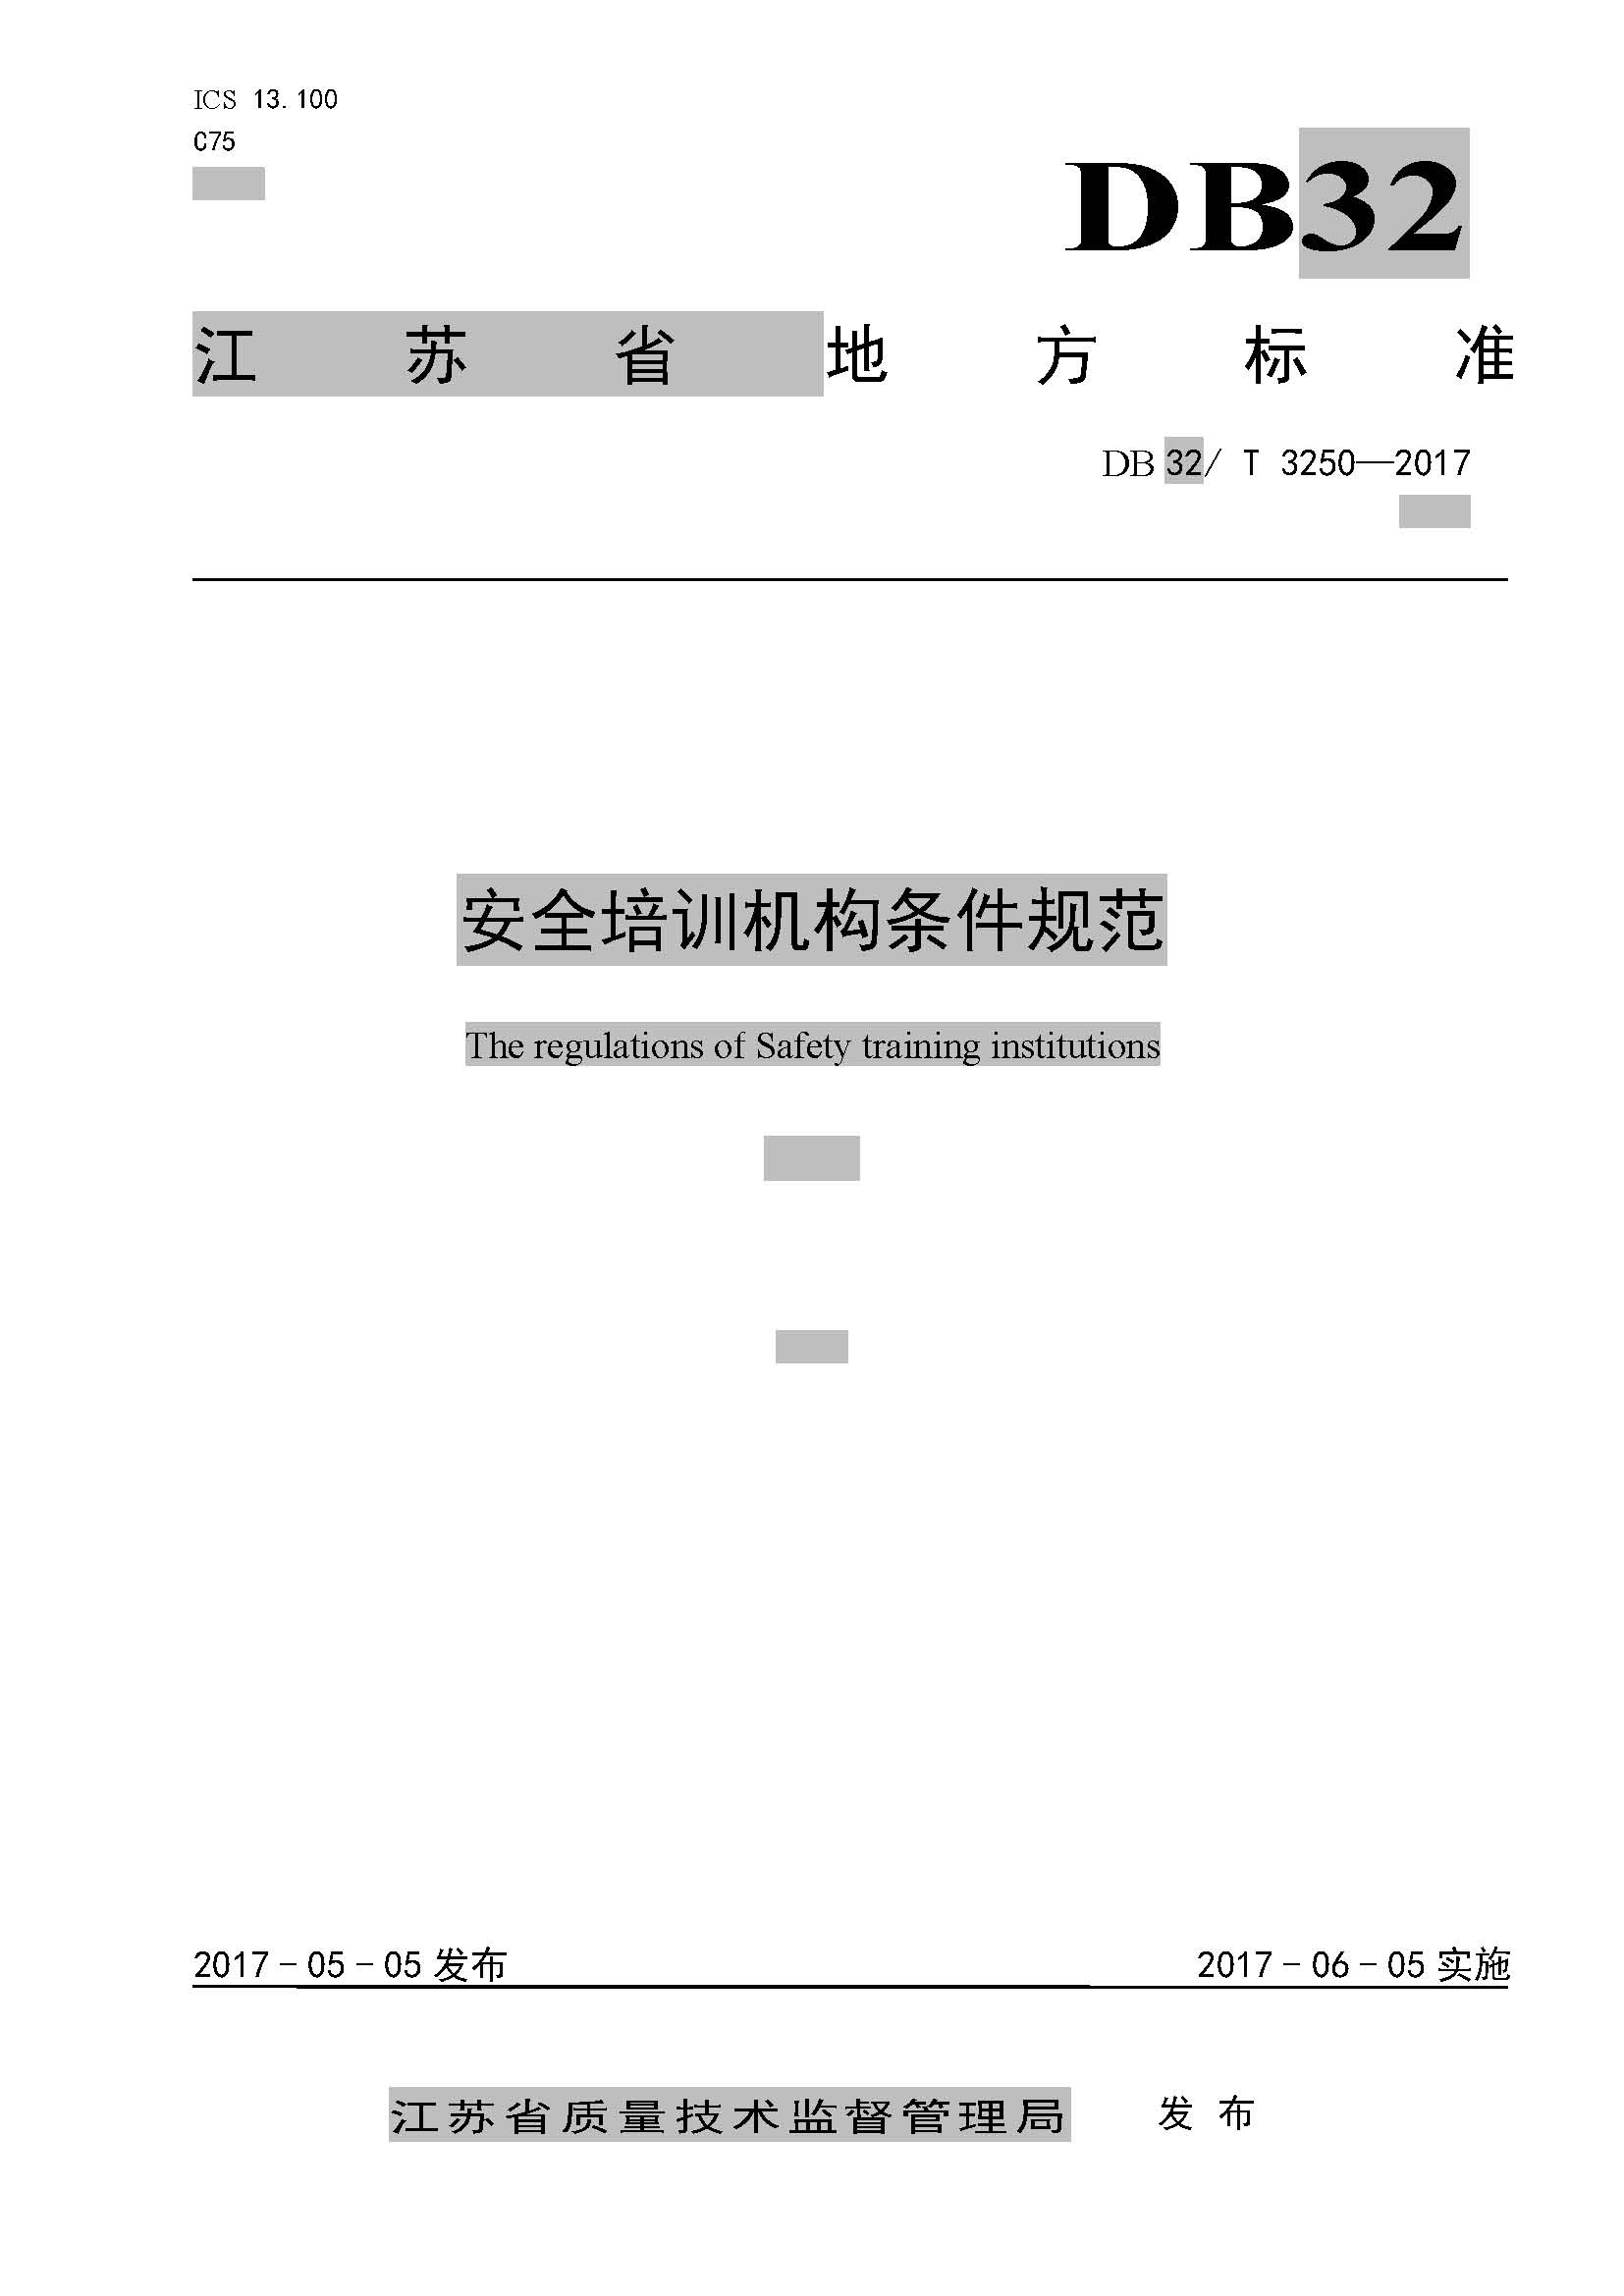 ICS 13.100
C75
DB32
江苏省地方标准
DB 32/ T 3250—2017
安全培训机构条件规范
The regulations of Safety training institutions
2017-05-05 发布
2017-06-05 实施
江苏省质量技术监督管理局 发 布